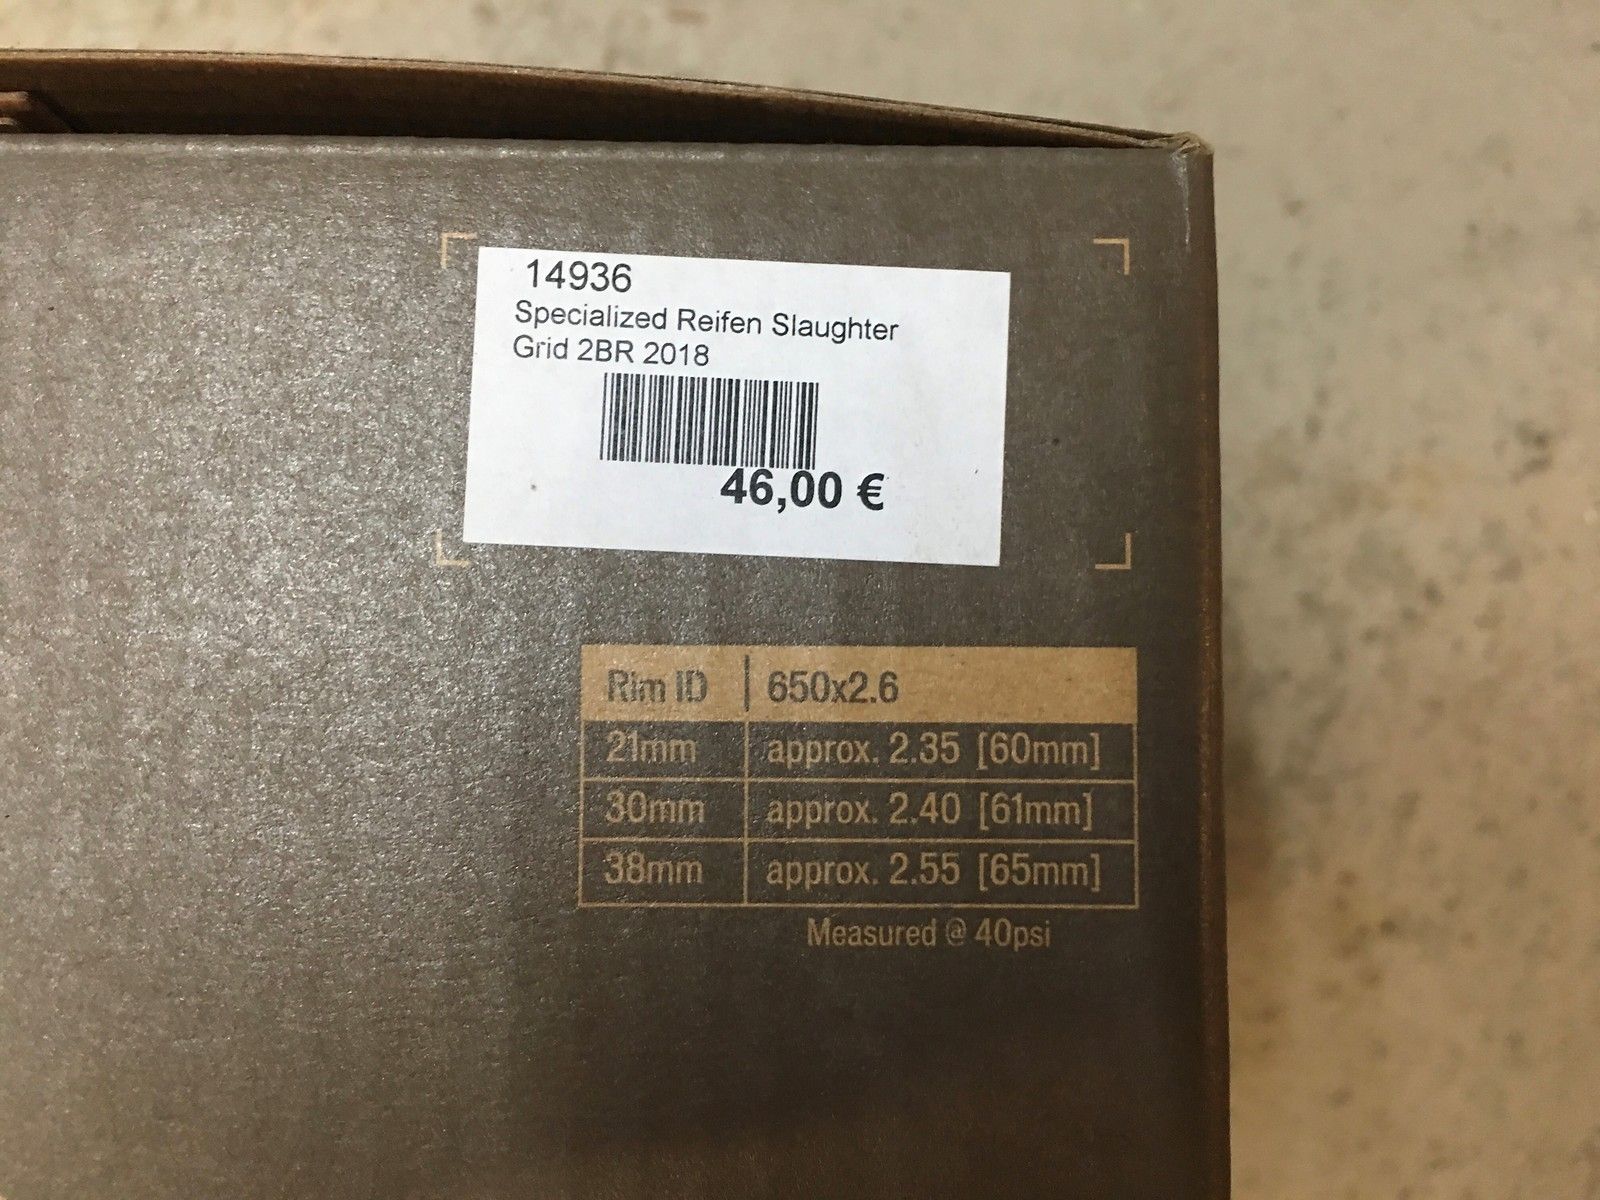 14936
Specialized Reifen Slaughter
Grid 2BR 2018
46,00 €
Rim ID | 650x2.6
21mm approx. 2.35 [60mm]
30mm approx. 2.40 [61mm]
38mm approx. 2.55 [65mm]
Measured @ 40psi